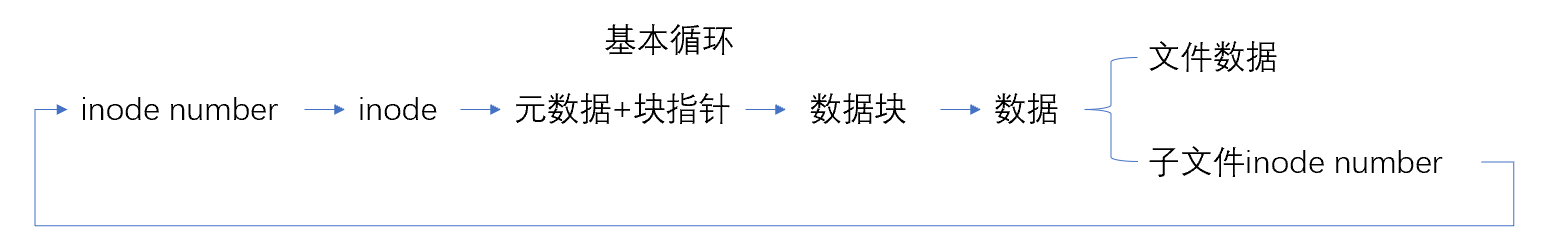 基本循环
文件数据
inode number
inode
元数据+块指针
数据块
数据
子文件inode number